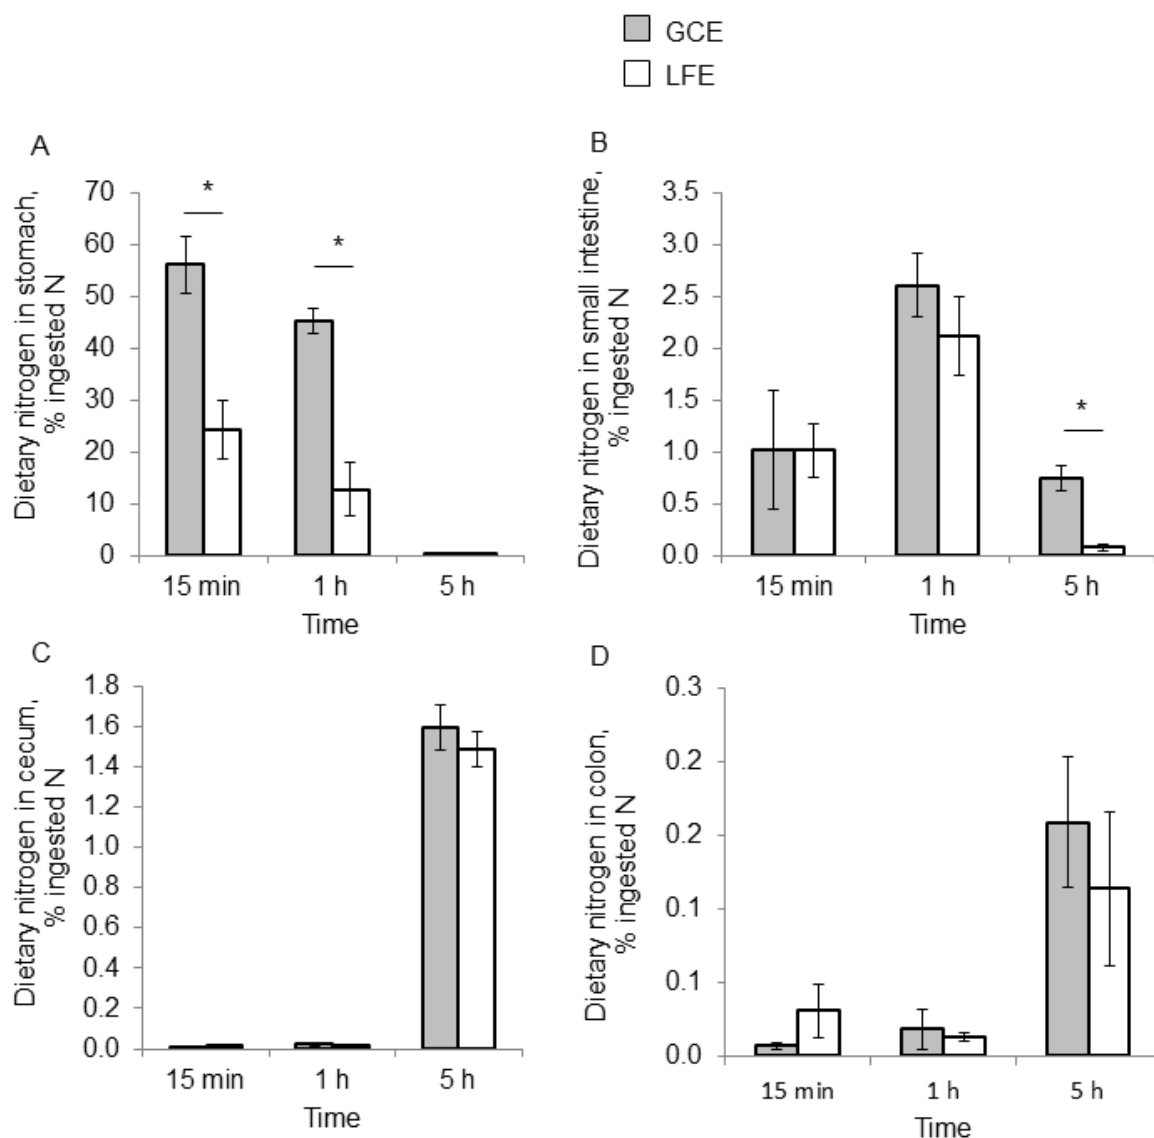 GCE
LFE
A
Dietary nitrogen in stomach,
% ingested N
70
60
50
40
30
20
10
0
*
*
15 min
1 h
5 h
Time
B
Dietary nitrogen in small intestine,
% ingested N
3.5
3.0
2.5
2.0
1.5
1.0
0.5
0.0
*
15 min
1 h
5 h
Time
C
Dietary nitrogen in cecum,
% ingested N
1.8
1.6
1.4
1.2
1.0
0.8
0.6
0.4
0.2
0.0
15 min
1 h
5 h
Time
D
Dietary nitrogen in colon,
% ingested N
0.3
0.2
0.2
0.1
0.1
0.0
15 min
1 h
5 h
Time